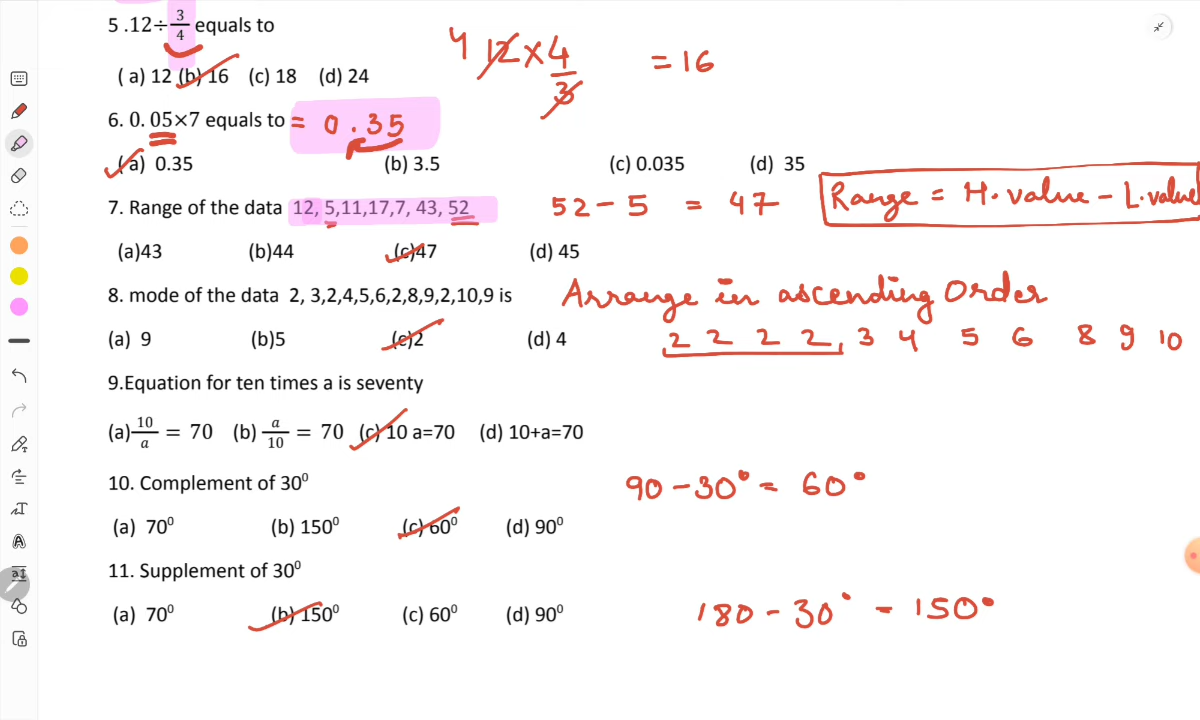 5 .12÷ 3/4 equals to
4 12 × 4/3 = 16
( a) 12 (b) 16 (c) 18 (d) 24
6. 0. 05×7 equals to = 0.35
(a) 0.35 (b) 3.5 (c) 0.035 (d) 35
7. Range of the data 12, 5,11,17,7, 43, 52 52 - 5 = 47 Range = H. value - L. value
(a)43 (b)44 (c)47 (d) 45
8. mode of the data 2, 3,2,4,5,6,2,8,9,2,10,9 is Arrange in ascending Order
(a) 9 (b)5 (c)2 (d) 4 2 2 2 2, 3 4 5 6 8 9 10
9.Equation for ten times a is seventy
(a) 10/a = 70 (b) a/10 = 70 (c) 10 a=70 (d) 10+a=70
10. Complement of 30⁰ 90 - 30° = 60°
(a) 70⁰ (b) 150⁰ (c) 60⁰ (d) 90⁰
11. Supplement of 30⁰
(a) 70⁰ (b) 150⁰ (c) 60⁰ (d) 90⁰ 180 - 30° = 150°